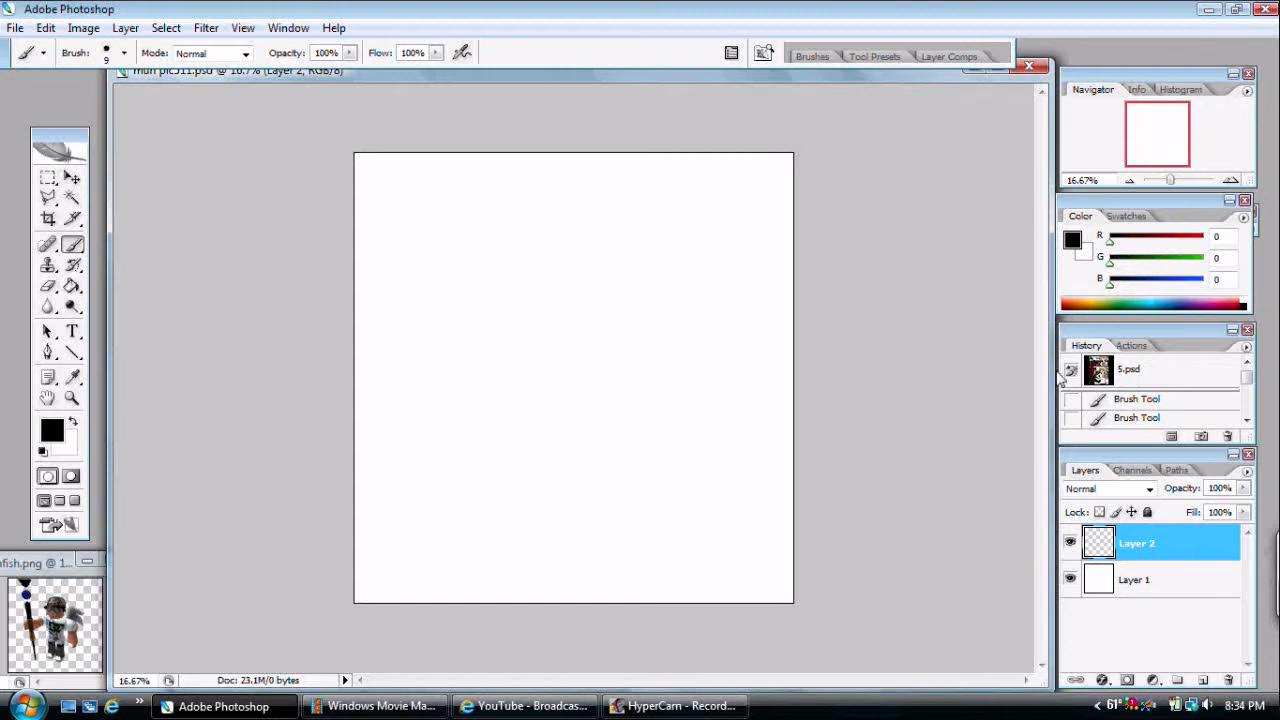 Adobe Photoshop
File Edit Image Layer Select Filter View Window Help
Brush: 9 Mode: Normal Opacity: 100% Flow: 100% Brushes Tool Presets Layer Comps
pic511.psd @ 16.7% (Layer 2, RGB/8)
Navigator Info Histogram
16.67%
Color Swatches
R 0
G 0
B 0
History Actions
5.psd
Brush Tool
Brush Tool
Layers Channels Paths
Normal Opacity: 100%
Lock: Fill: 100%
Layer 2
Layer 1
nfish.png @ 1...
16.67% Doc: 23.1M/0 bytes
Adobe Photoshop Windows Movie Ma... YouTube - Broadcas... HyperCam - Record... 61° 8:34 PM